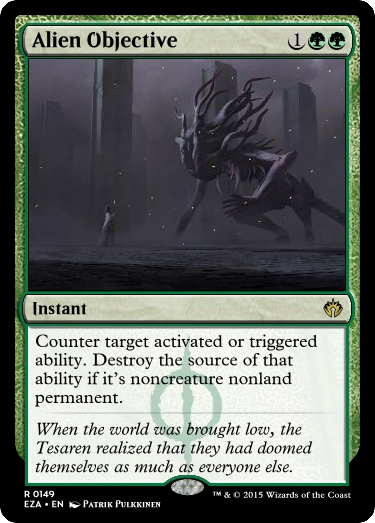 Alien Objective 1
Instant
Counter target activated or triggered
ability. Destroy the source of that
ability if it's noncreature nonland
permanent.
When the world was brought low, the
Tesaren realized that they had doomed
themselves as much as everyone else.
R 0149
EZA • EN Patrik Pulkkinen
™ & © 2015 Wizards of the Coast